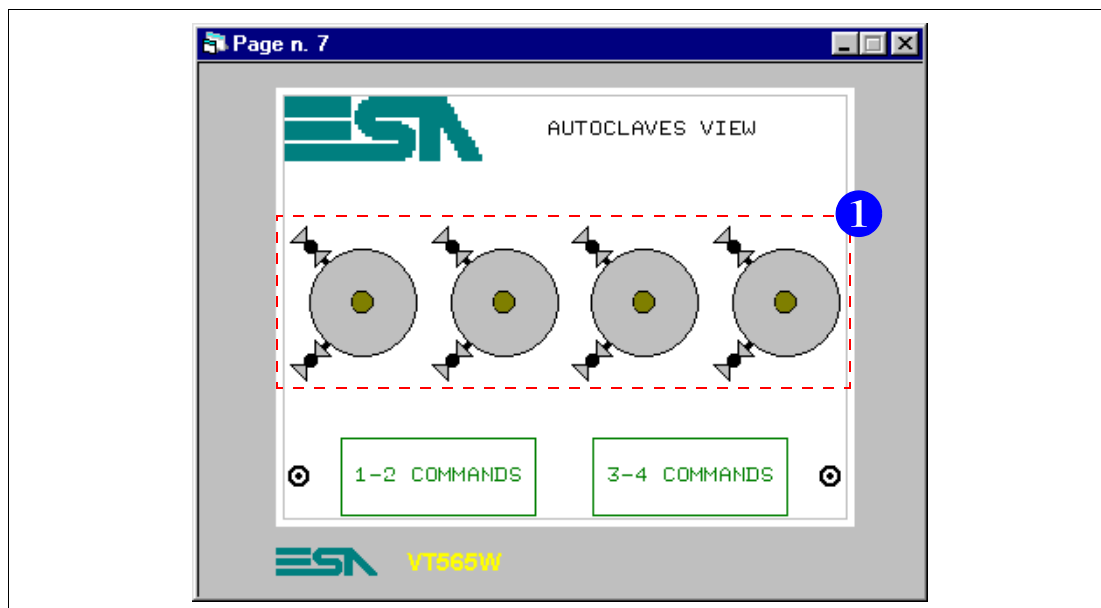 Page n. 7
ESA
AUTOCLAVES VIEW
1
1-2 COMMANDS
3-4 COMMANDS
ESA
VT565W